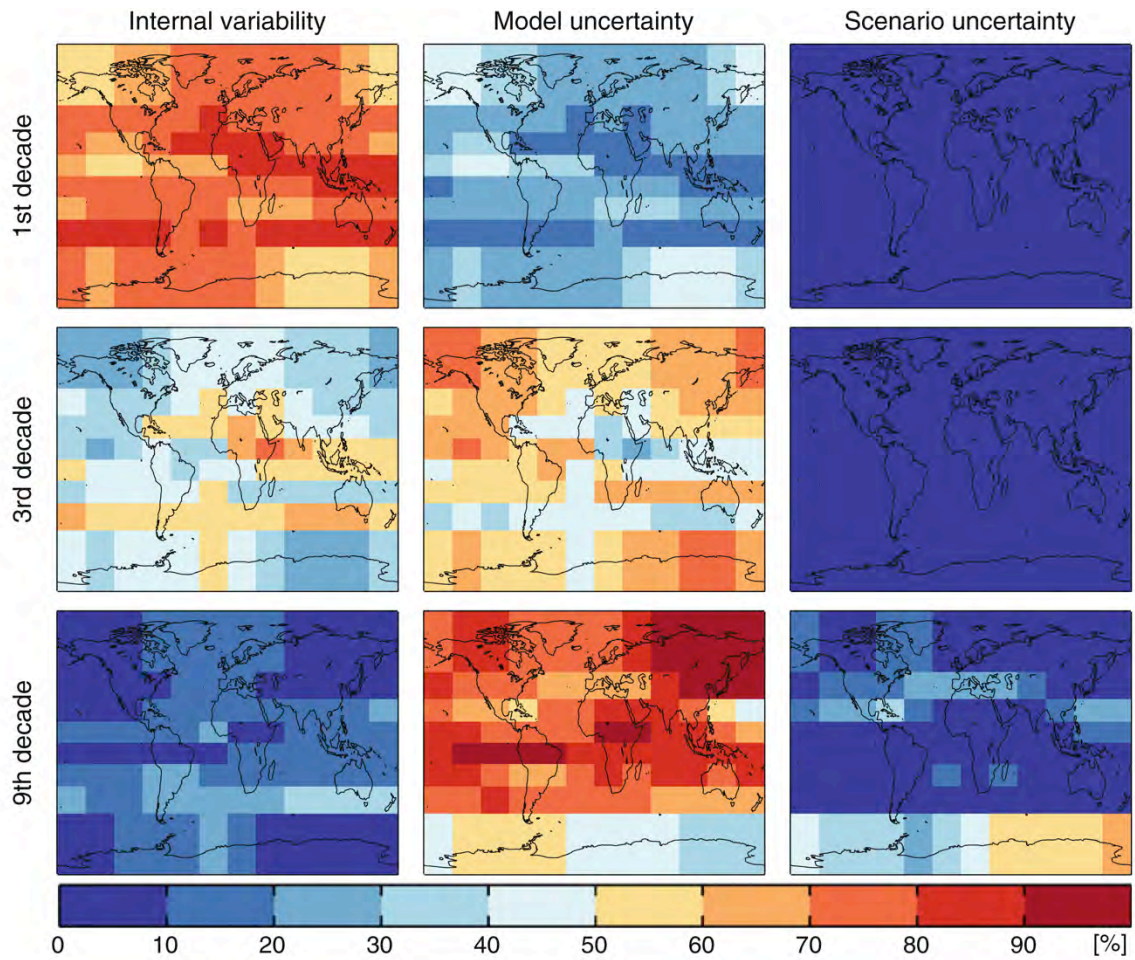 Internal variability Model uncertainty Scenario uncertainty
1st decade
3rd decade
9th decade
0 10 20 30 40 50 60 70 80 90 [%]